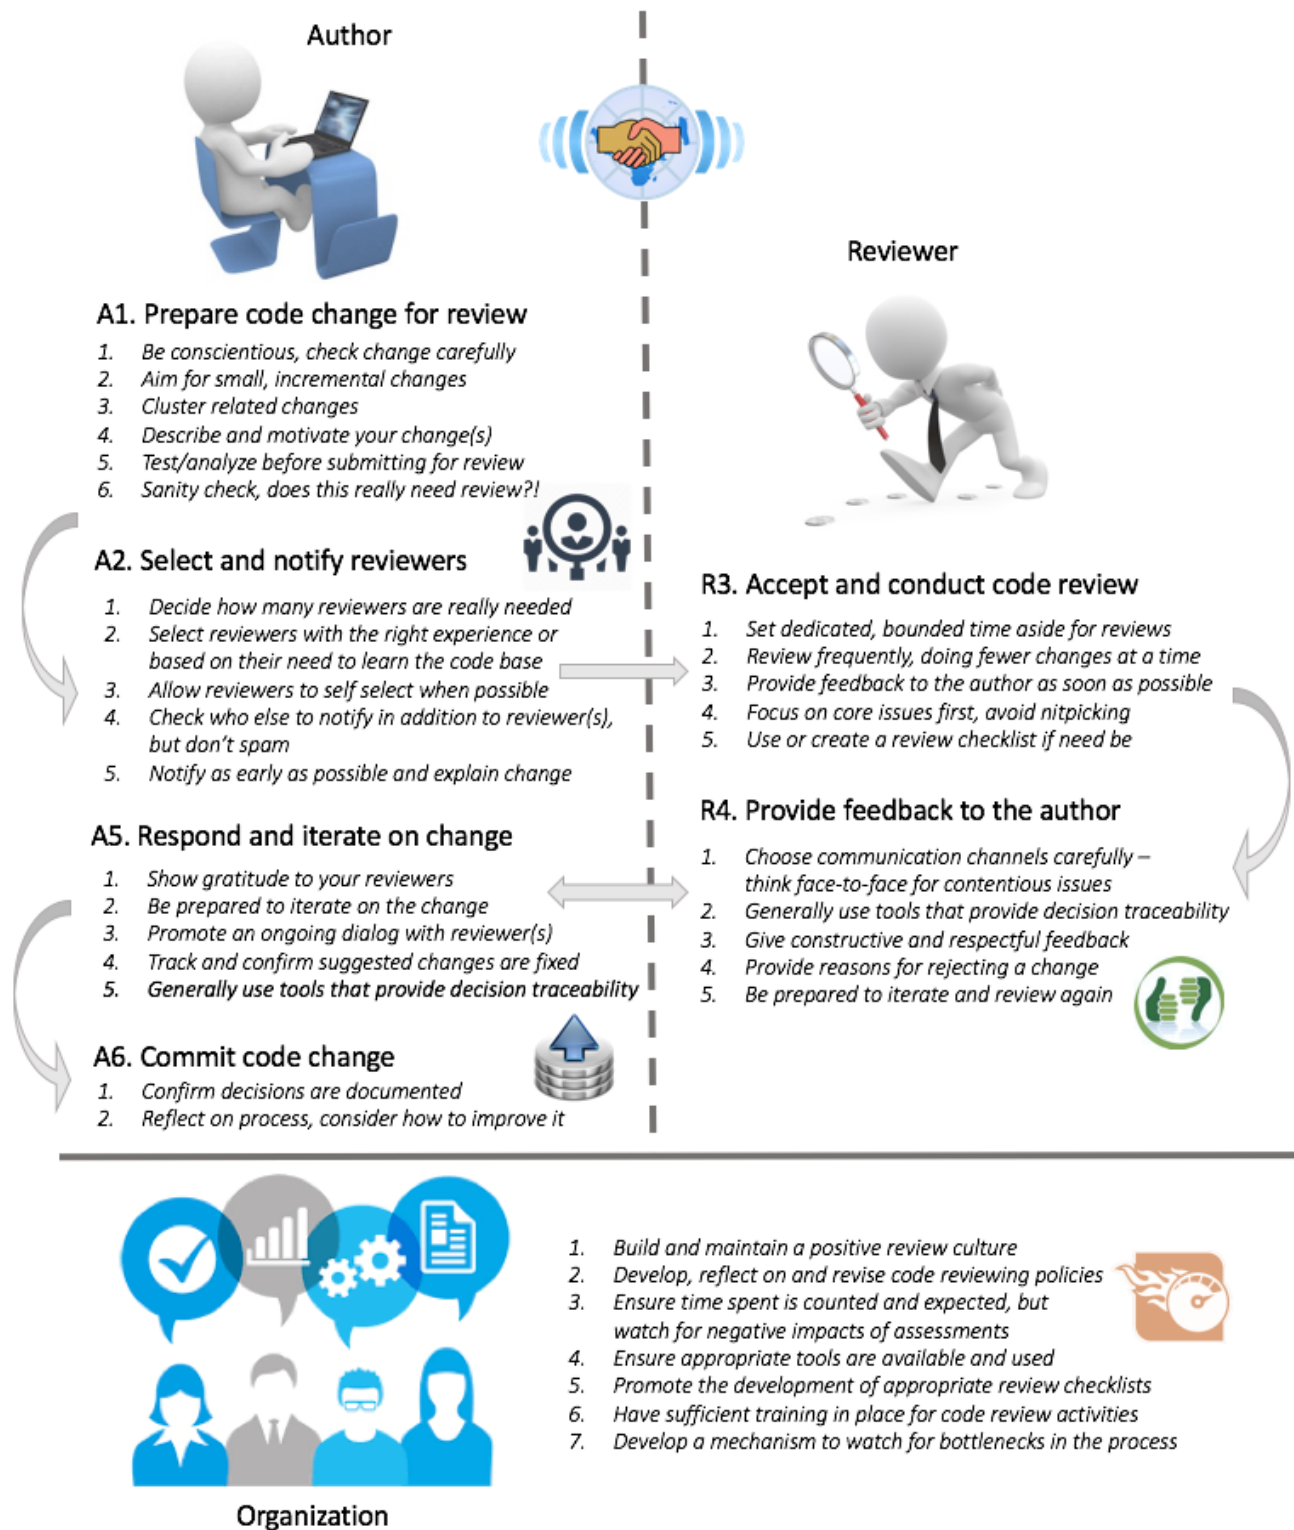 Author
A1. Prepare code change for review
1. Be conscientious, check change carefully
2. Aim for small, incremental changes
3. Cluster related changes
4. Describe and motivate your change(s)
5. Test/analyze before submitting for review
6. Sanity check, does this really need review?!
A2. Select and notify reviewers
1. Decide how many reviewers are really needed
2. Select reviewers with the right experience or
based on their need to learn the code base
3. Allow reviewers to self select when possible
4. Check who else to notify in addition to reviewer(s),
but don't spam
5. Notify as early as possible and explain change
A5. Respond and iterate on change
1. Show gratitude to your reviewers
2. Be prepared to iterate on the change
3. Promote an ongoing dialog with reviewer(s)
4. Track and confirm suggested changes are fixed
5. Generally use tools that provide decision traceability
A6. Commit code change
1. Confirm decisions are documented
2. Reflect on process, consider how to improve it
Reviewer
R3. Accept and conduct code review
1. Set dedicated, bounded time aside for reviews
2. Review frequently, doing fewer changes at a time
3. Provide feedback to the author as soon as possible
4. Focus on core issues first, avoid nitpicking
5. Use or create a review checklist if need be
R4. Provide feedback to the author
1. Choose communication channels carefully –
think face-to-face for contentious issues
2. Generally use tools that provide decision traceability
3. Give constructive and respectful feedback
4. Provide reasons for rejecting a change
5. Be prepared to iterate and review again
Organization
1. Build and maintain a positive review culture
2. Develop, reflect on and revise code reviewing policies
3. Ensure time spent is counted and expected, but
watch for negative impacts of assessments
4. Ensure appropriate tools are available and used
5. Promote the development of appropriate review checklists
6. Have sufficient training in place for code review activities
7. Develop a mechanism to watch for bottlenecks in the process